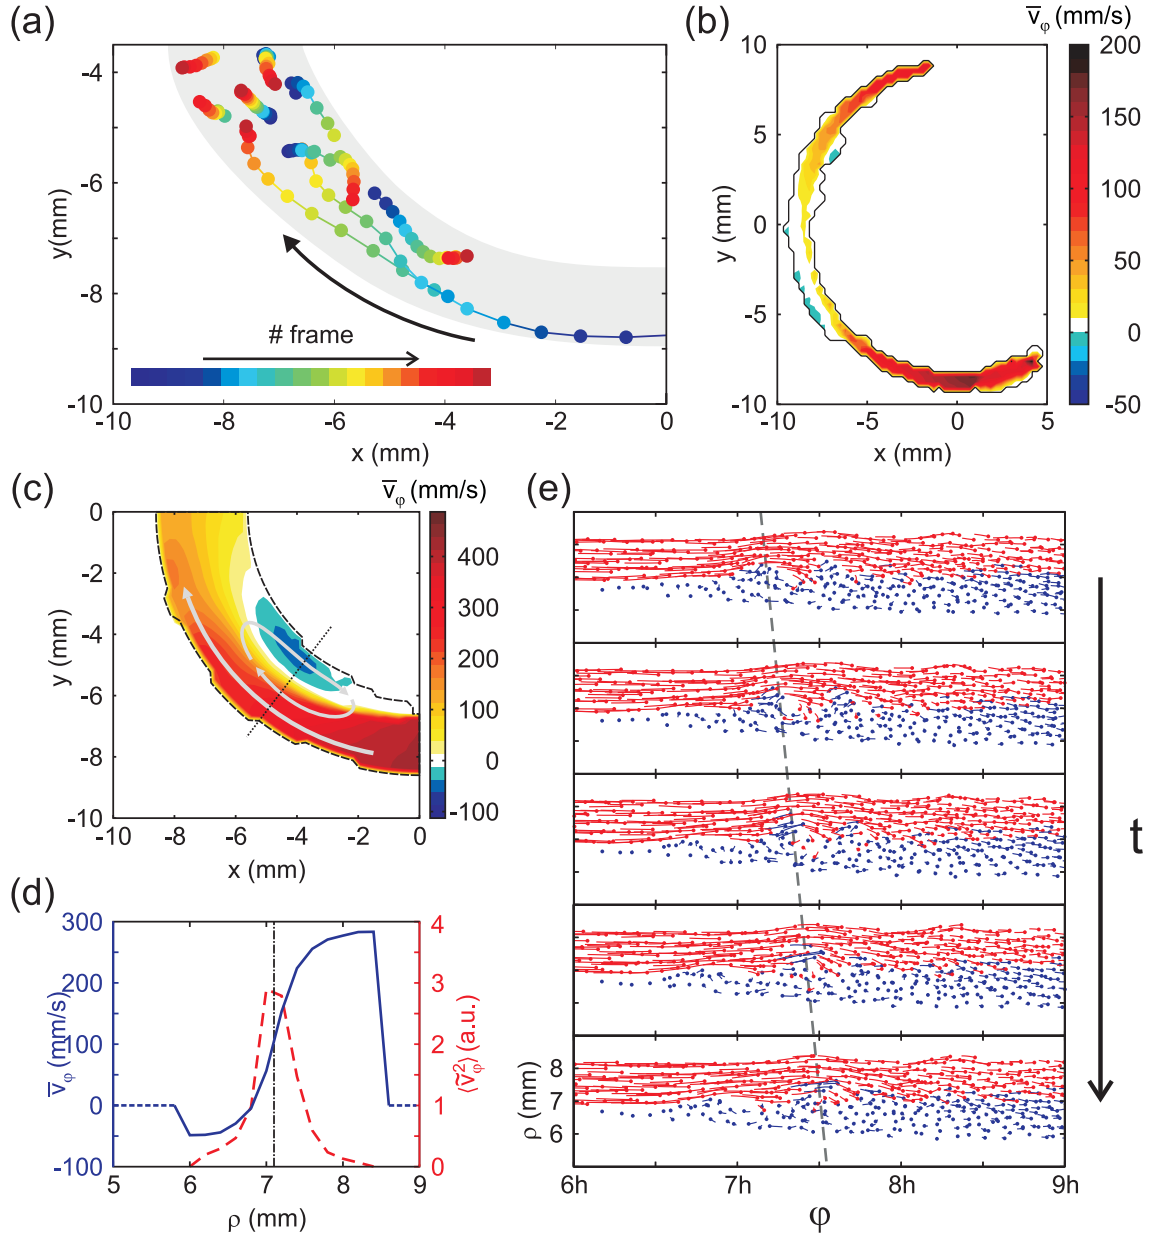 (a)
-4
-6
-8
-10
y(mm)
# frame
-10
-8
-6
-4
-2
0
x (mm)
(b)
v̅φ (mm/s)
10
5
0
-5
-10
y (mm)
-10
-5
0
5
x (mm)
200
150
100
50
0
-50
(c)
v̅φ (mm/s)
0
-2
-4
-6
-8
-10
y (mm)
-10
-8
-6
-4
-2
0
x (mm)
400
300
200
100
0
-100
(d)
300
200
100
0
-100
v̅φ (mm/s)
4
3
2
1
0
⟨ṽφ²⟩ (a.u.)
5
6
7
8
9
ρ (mm)
(e)
t
8
7
6
ρ (mm)
6h
7h
8h
9h
φ